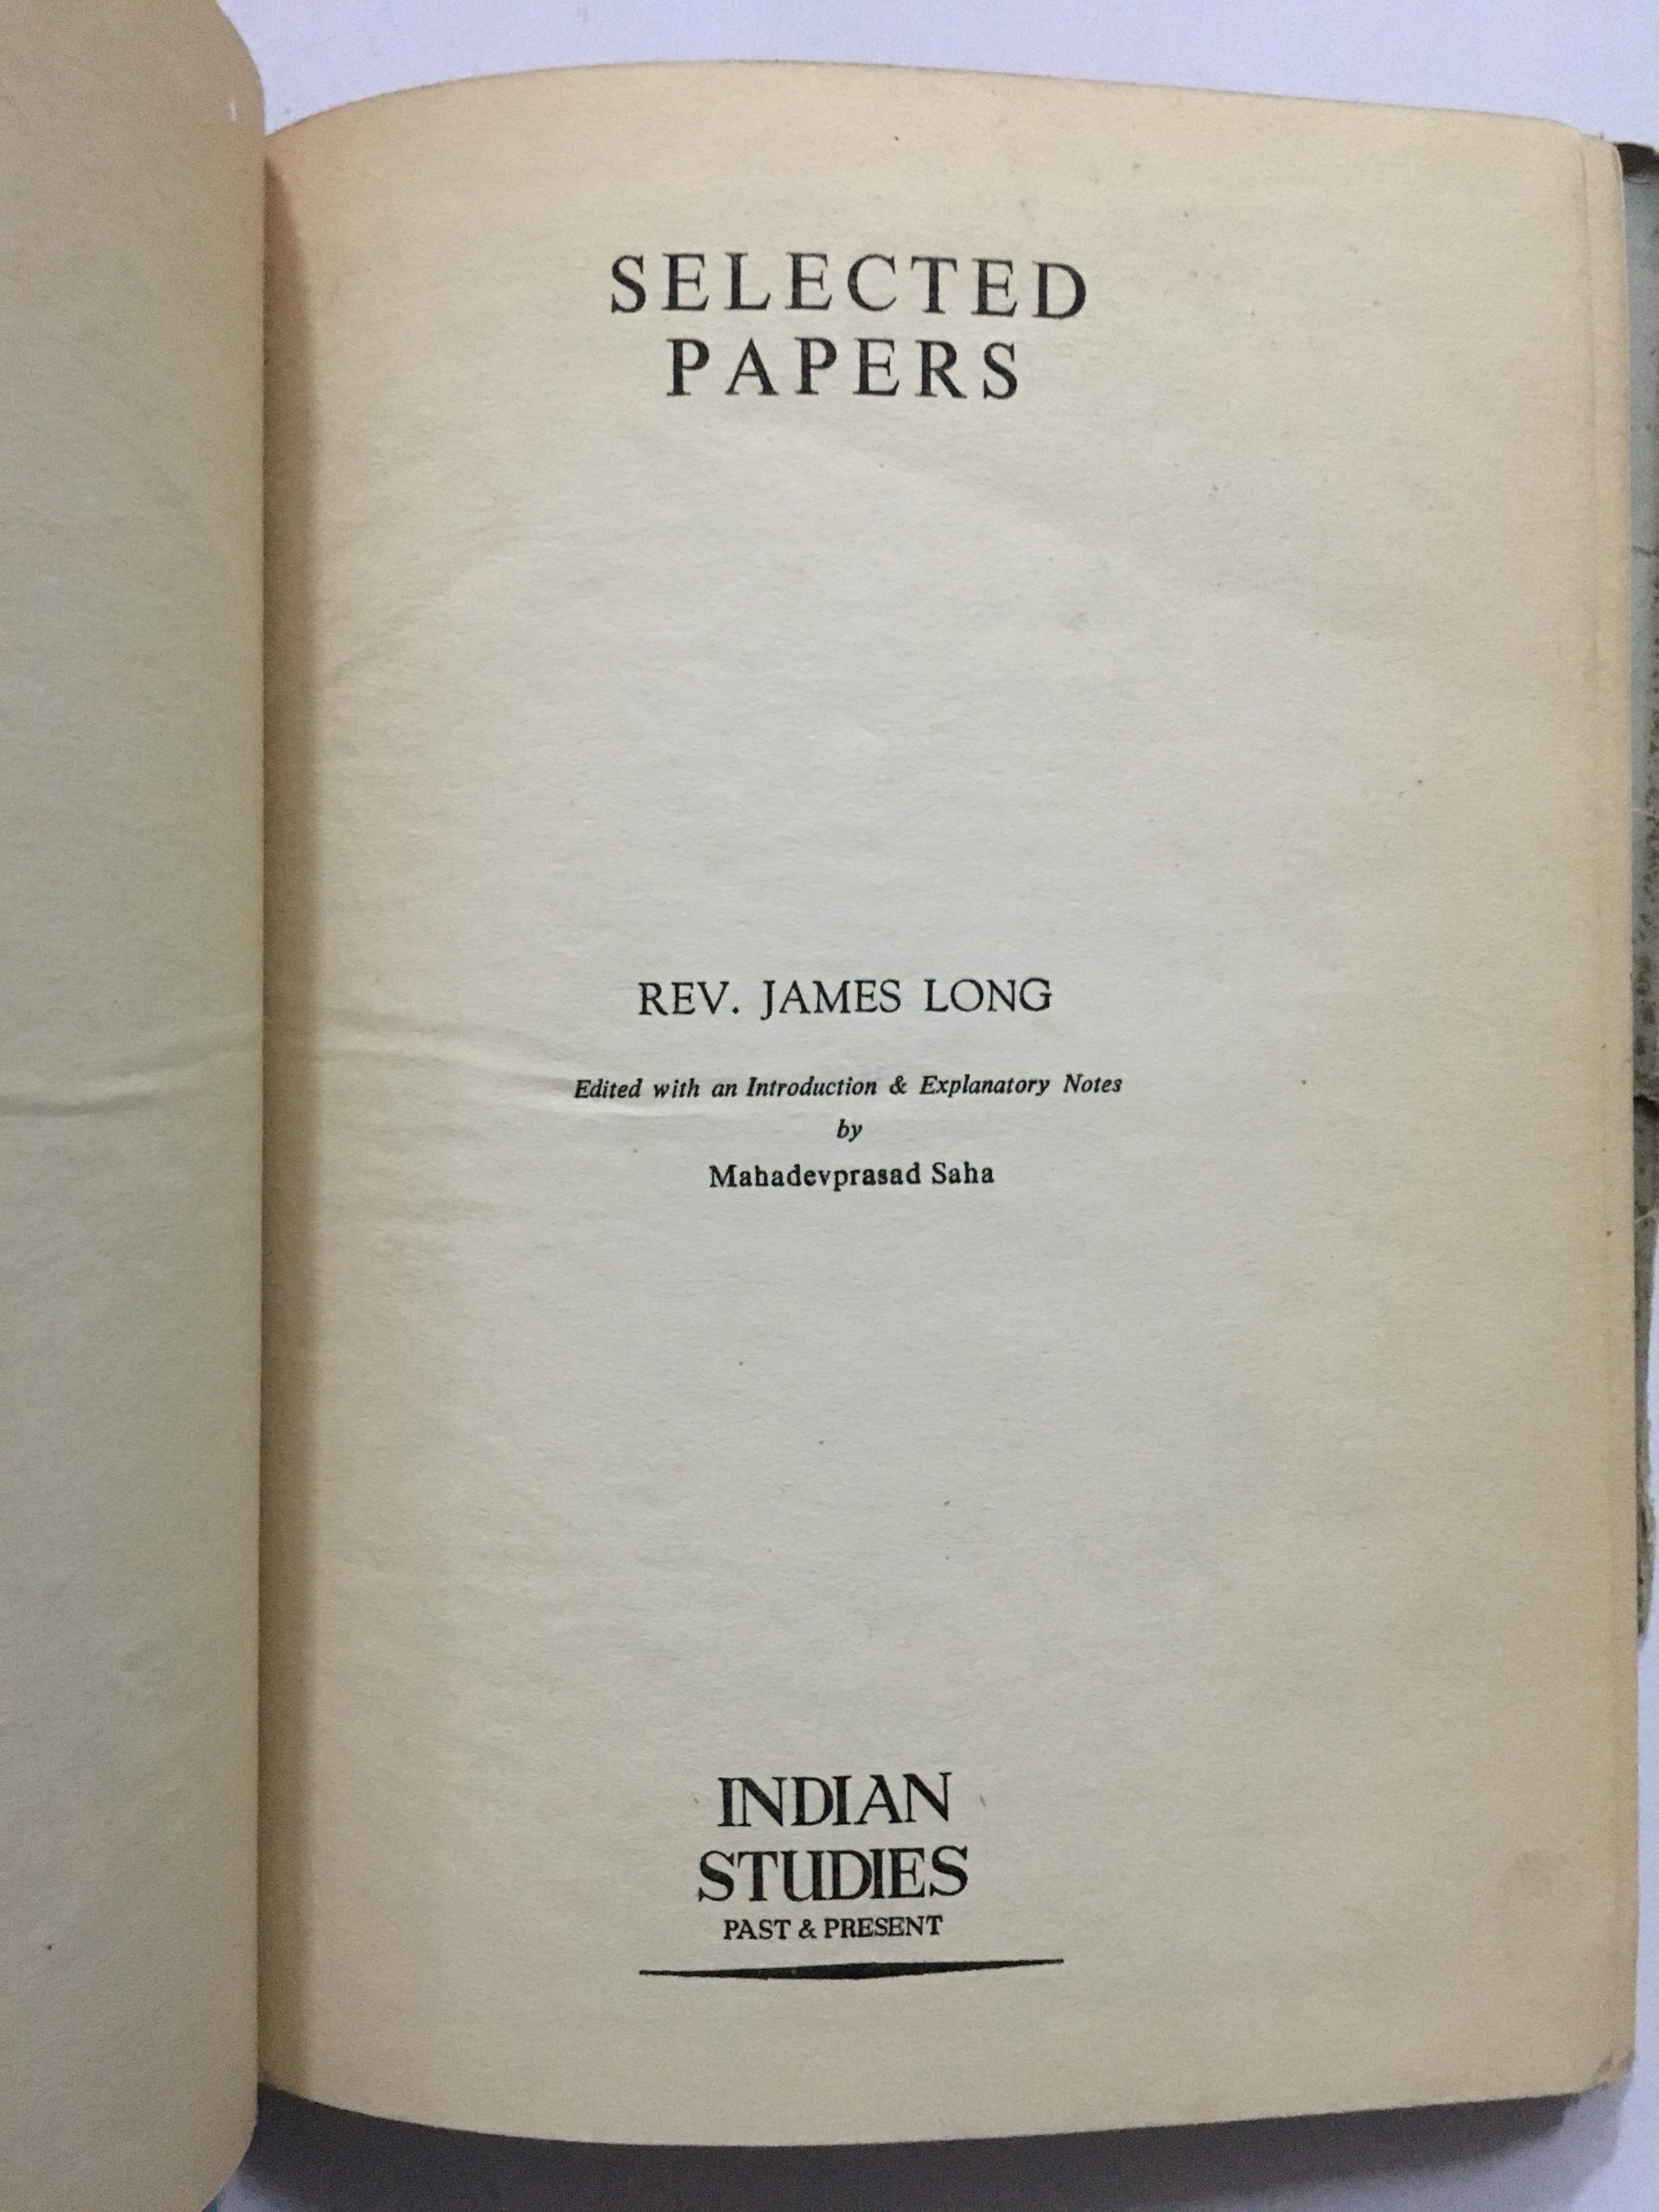 SELECTED
PAPERS
REV. JAMES LONG
Edited with an Introduction & Explanatory Notes
by
Mahadevprasad Saha
INDIAN
STUDIES
PAST & PRESENT